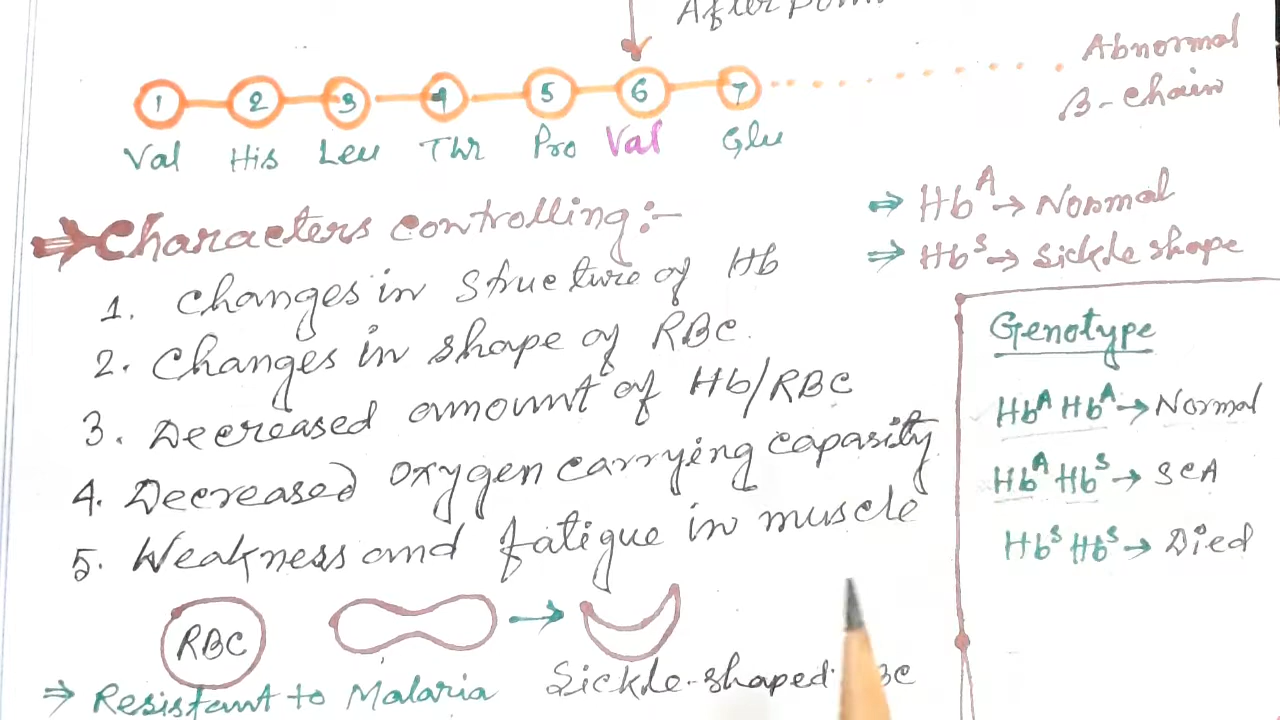 After
1 2 3 4 5 6 7
Val His Leu Thr Pro Val Glu
Abnormal
β-chain
⇒ Characters controlling:-
1. Changes in structure of Hb
2. Changes in shape of RBC.
3. Decreased amount of Hb/RBC
4. Decreased oxygen carrying capasity
5. Weakness and fatigue in muscle
⇒ Hb^A → Normal
⇒ Hb^S → Sickle shape
Genotype
Hb^A Hb^A → Normal
Hb^A Hb^S → SCA
Hb^S Hb^S → Died
RBC
Sickle-shaped
⇒ Resistant to Malaria